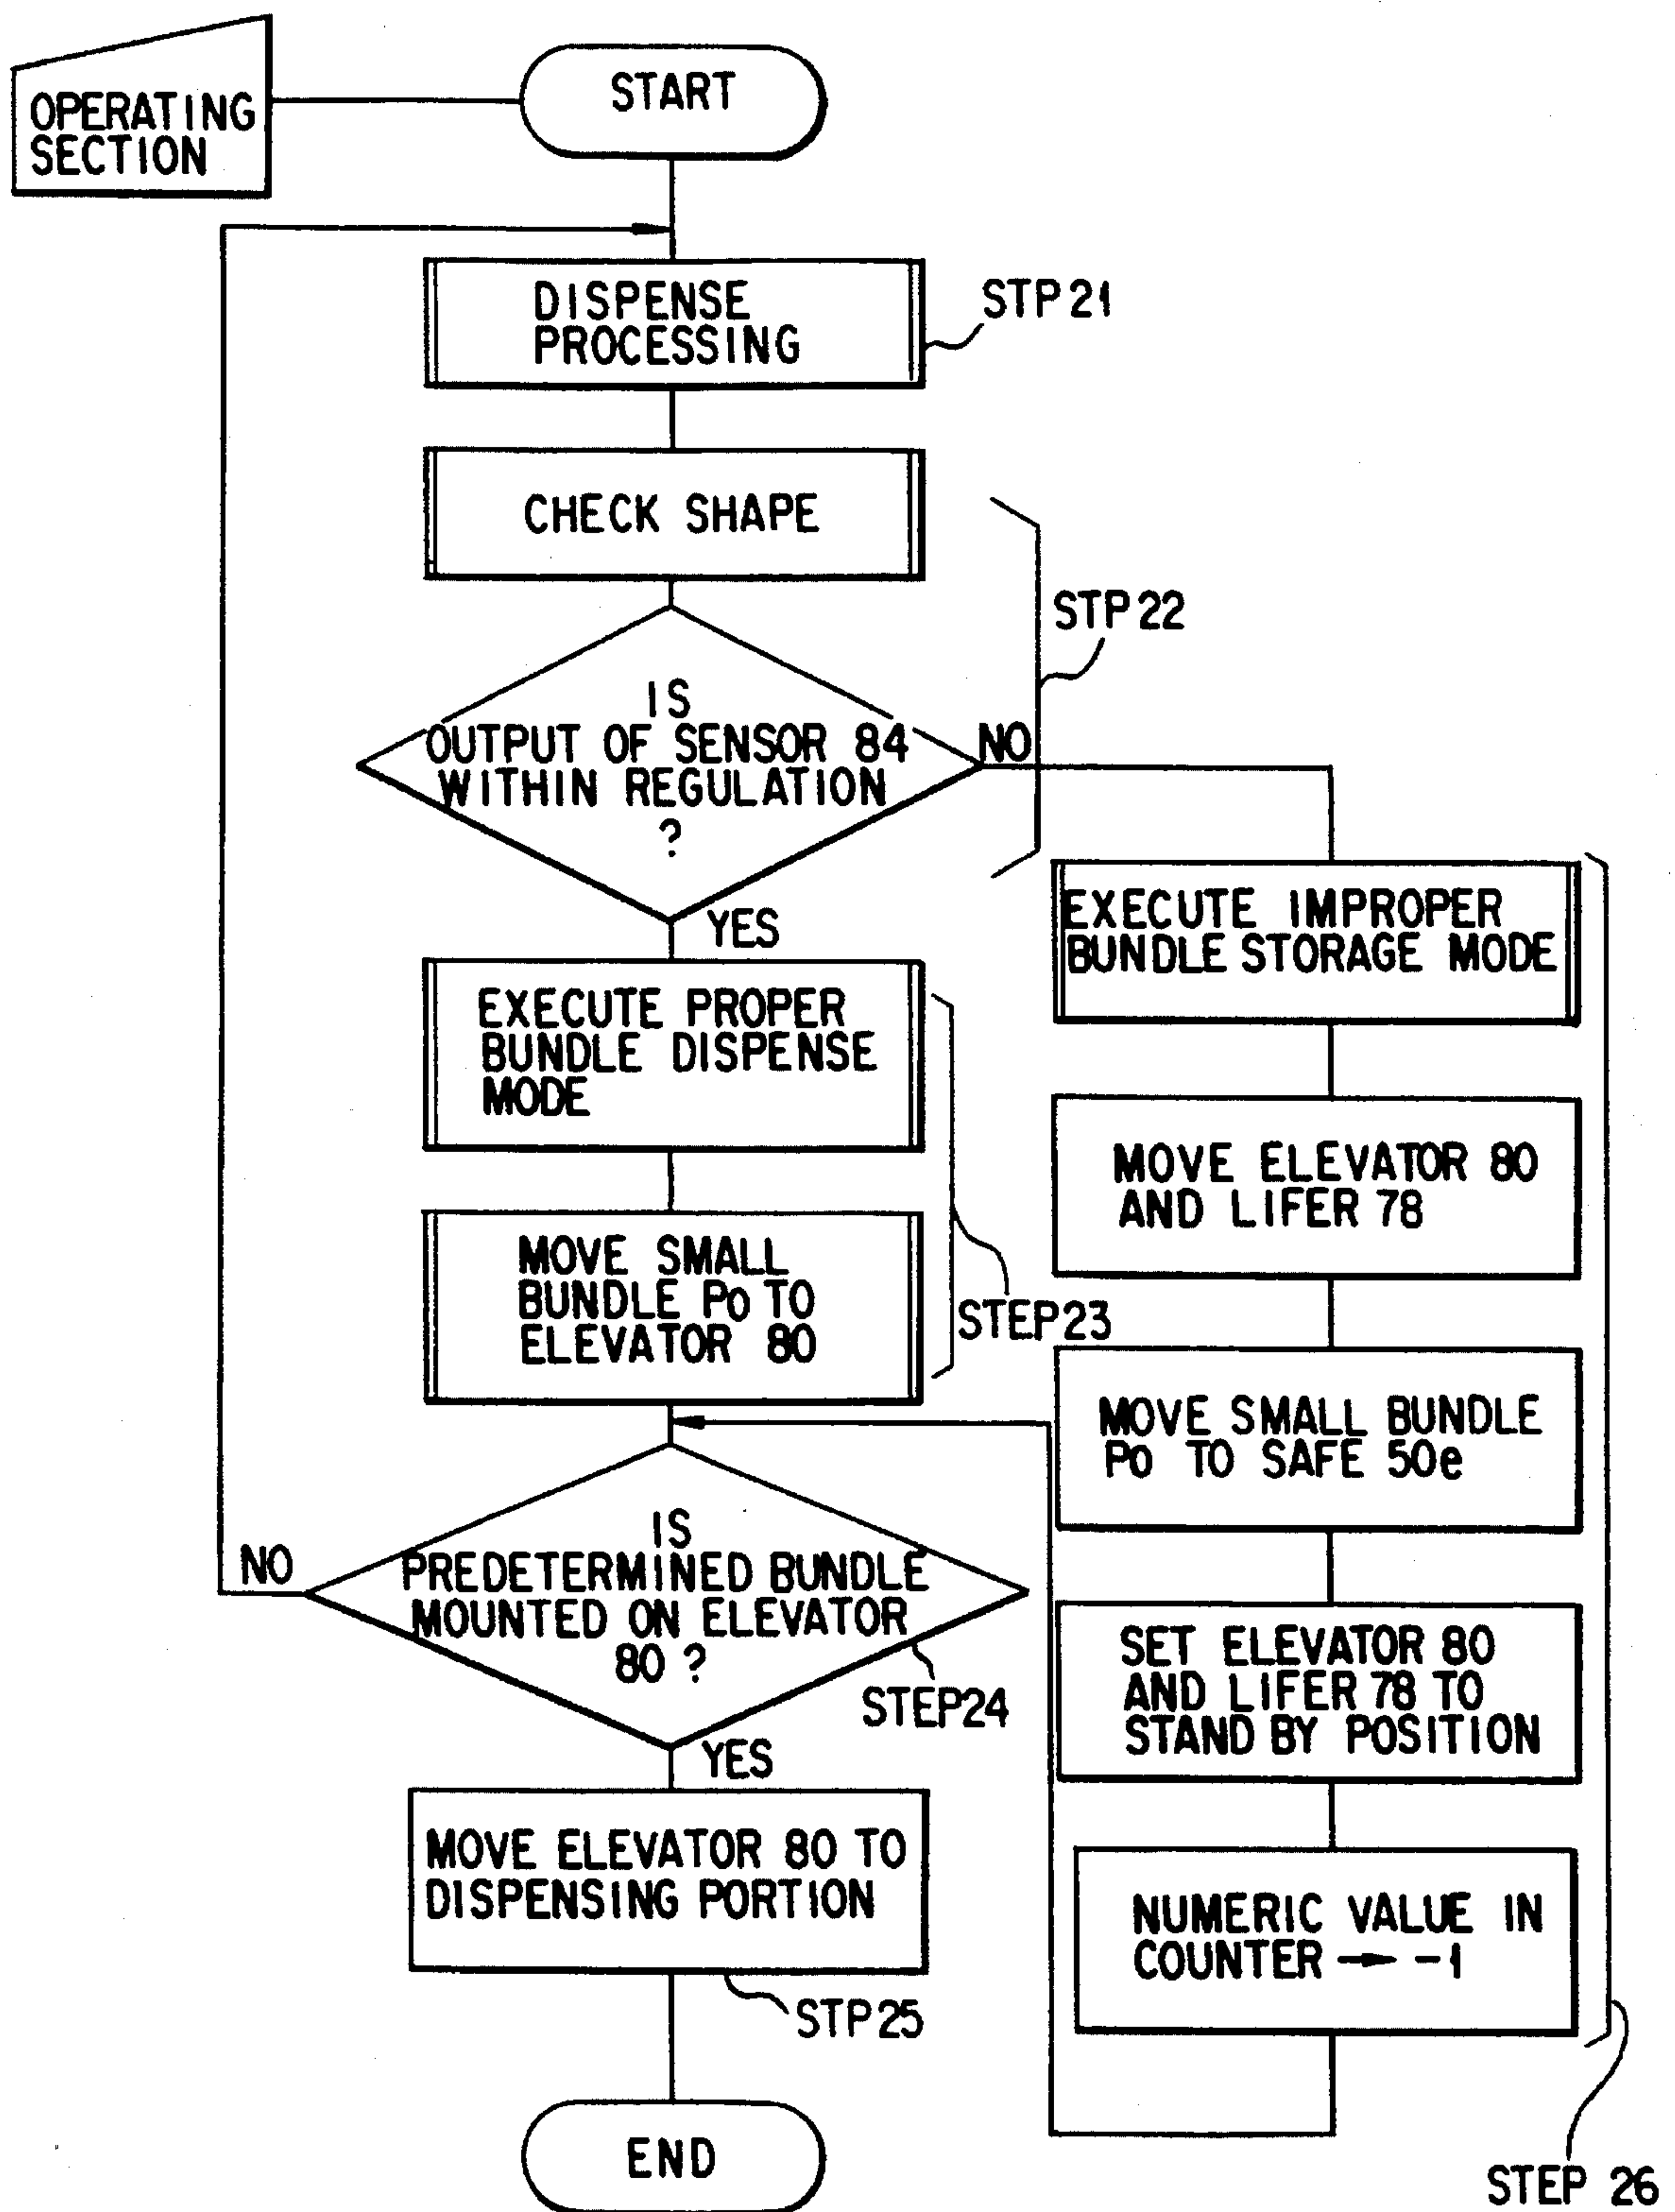 OPERATING
SECTION
START
DISPENSE
PROCESSING
STP21
CHECK SHAPE
STP22
IS
OUTPUT OF SENSOR 84
WITHIN REGULATION
?
NO
YES
EXECUTE PROPER
BUNDLE DISPENSE
MODE
MOVE SMALL
BUNDLE Po TO
ELEVATOR 80
STEP23
IS
PREDETERMINED BUNDLE
MOUNTED ON ELEVATOR
80 ?
NO
STEP24
YES
MOVE ELEVATOR 80 TO
DISPENSING PORTION
STP25
END
EXECUTE IMPROPER
BUNDLE STORAGE MODE
MOVE ELEVATOR 80
AND LIFER 78
MOVE SMALL BUNDLE
Po TO SAFE 50e
SET ELEVATOR 80
AND LIFER 78 TO
STAND BY POSITION
NUMERIC VALUE IN
COUNTER → -1
STEP 26